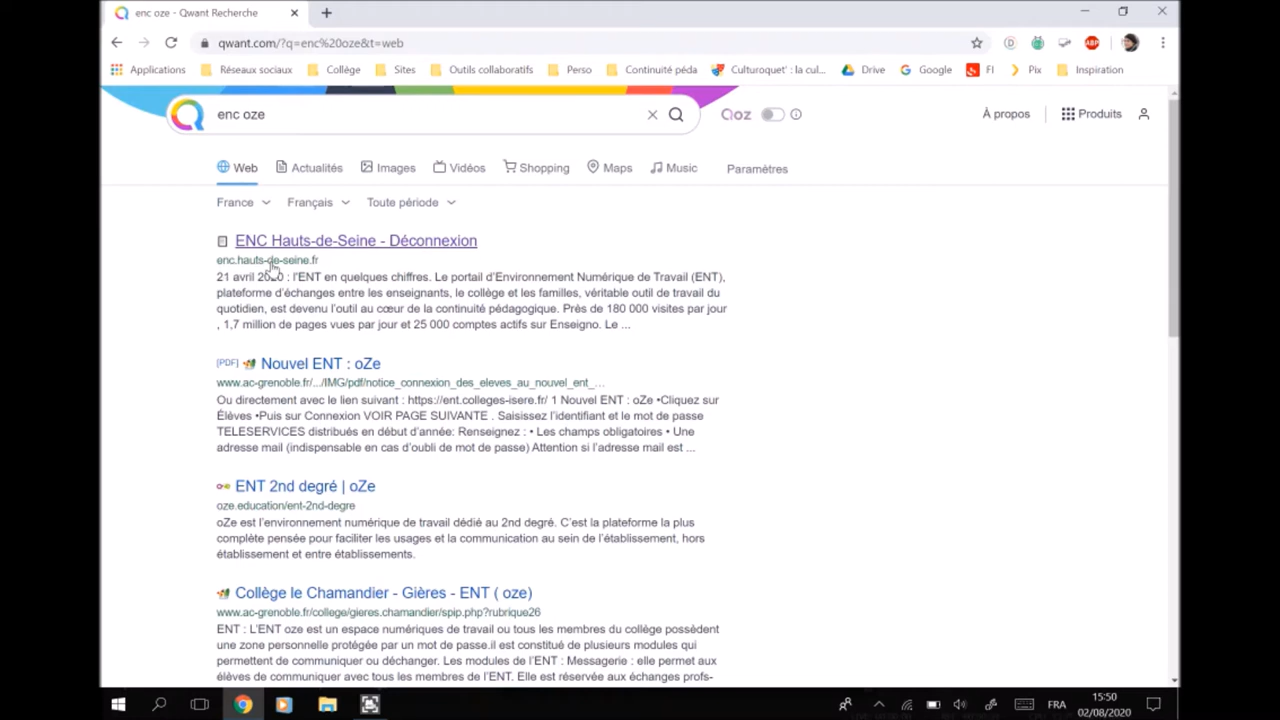 enc oze - Qwant Recherche
qwant.com/?q=enc%20oze&t=web
Applications Réseaux sociaux Collège Sites Outils collaboratifs Perso Continuité péda Culturoquet' : la cul... Drive Google FI Pix Inspiration
enc oze
Qoz
À propos
Produits
Web Actualités Images Vidéos Shopping Maps Music Paramètres
France Français Toute période
ENC Hauts-de-Seine - Déconnexion
enc.hauts-de-seine.fr
21 avril 2020 : l'ENT en quelques chiffres. Le portail d'Environnement Numérique de Travail (ENT),
plateforme d'échanges entre les enseignants, le collège et les familles, véritable outil de travail du
quotidien, est devenu l'outil au cœur de la continuité pédagogique. Près de 180 000 visites par jour
, 1,7 million de pages vues par jour et 25 000 comptes actifs sur Enseigno. Le ...
[PDF] Nouvel ENT : oZe
www.ac-grenoble.fr/.../IMG/pdf/notice_connexion_des_eleves_au_nouvel_ent_...
Ou directement avec le lien suivant : https://ent.colleges-isere.fr/ 1 Nouvel ENT : oZe •Cliquez sur
Élèves •Puis sur Connexion VOIR PAGE SUIVANTE . Saisissez l'identifiant et le mot de passe
TELESERVICES distribués en début d'année: Renseignez : • Les champs obligatoires • Une
adresse mail (indispensable en cas d'oubli de mot de passe) Attention si l'adresse mail est ...
ENT 2nd degré | oZe
oze.education/ent-2nd-degre
oZe est l'environnement numérique de travail dédié au 2nd degré. C'est la plateforme la plus
complète pensée pour faciliter les usages et la communication au sein de l'établissement, hors
établissement et entre établissements.
Collège le Chamandier - Gières - ENT ( oze)
www.ac-grenoble.fr/college/gieres.chamandier/spip.php?rubrique26
ENT : L'ENT oze est un espace numériques de travail ou tous les membres du collège possèdent
une zone personnelle protégée par un mot de passe.il est constitué de plusieurs modules qui
permettent de communiquer ou déchanger. Les modules de l'ENT : Messagerie : elle permet aux
élèves de communiquer avec tous les membres de l'ENT. Elle est réservée aux échanges profs-
FRA
15:50
02/08/2020